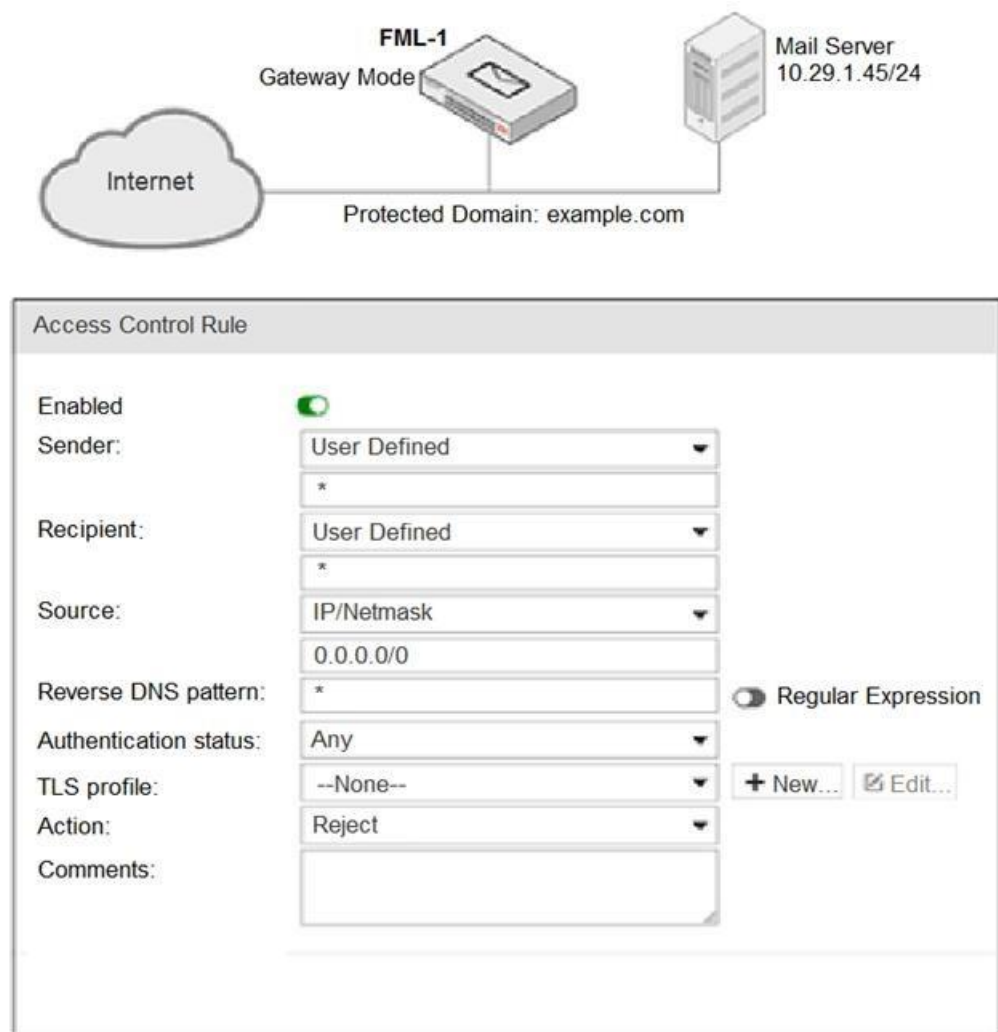 FML-1
Gateway Mode
Mail Server
10.29.1.45/24
Internet
Protected Domain: example.com
Access Control Rule
Enabled
Sender: User Defined
*
Recipient: User Defined
*
Source: IP/Netmask
0.0.0.0/0
Reverse DNS pattern: * Regular Expression
Authentication status: Any
TLS profile: --None-- + New... Edit...
Action: Reject
Comments: